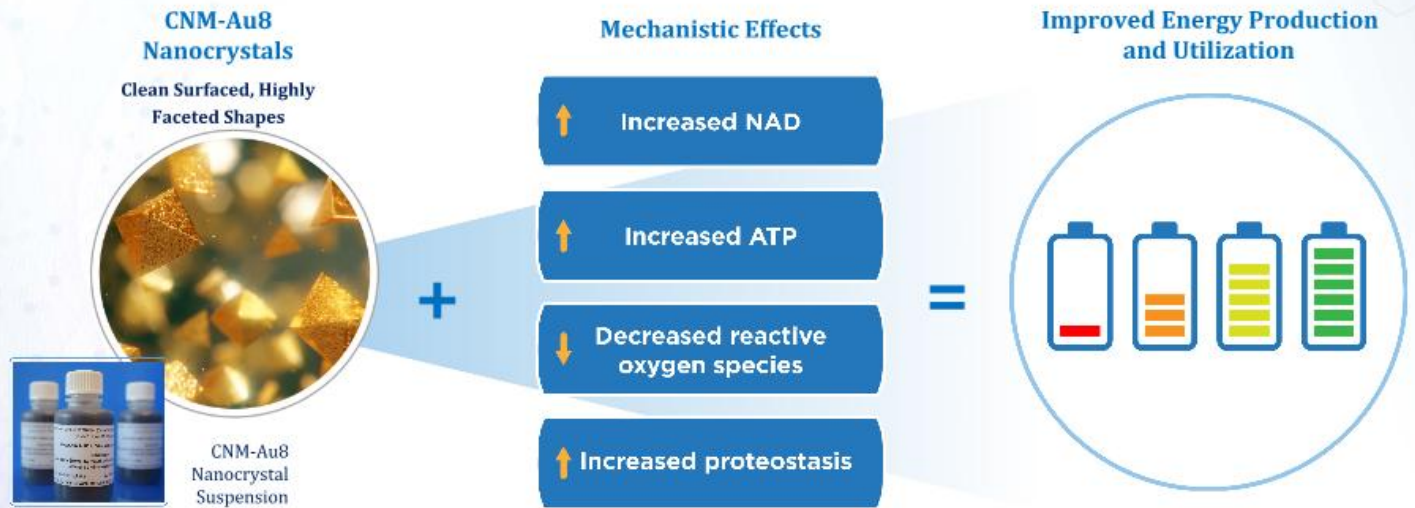 CNM-Au8
Nanocrystals
Clean Surfaced, Highly
Faceted Shapes
CNM-Au8
Nanocrystal
Suspension
+
Mechanistic Effects
Increased NAD
Increased ATP
Decreased reactive
oxygen species
Increased proteostasis
=
Improved Energy Production
and Utilization